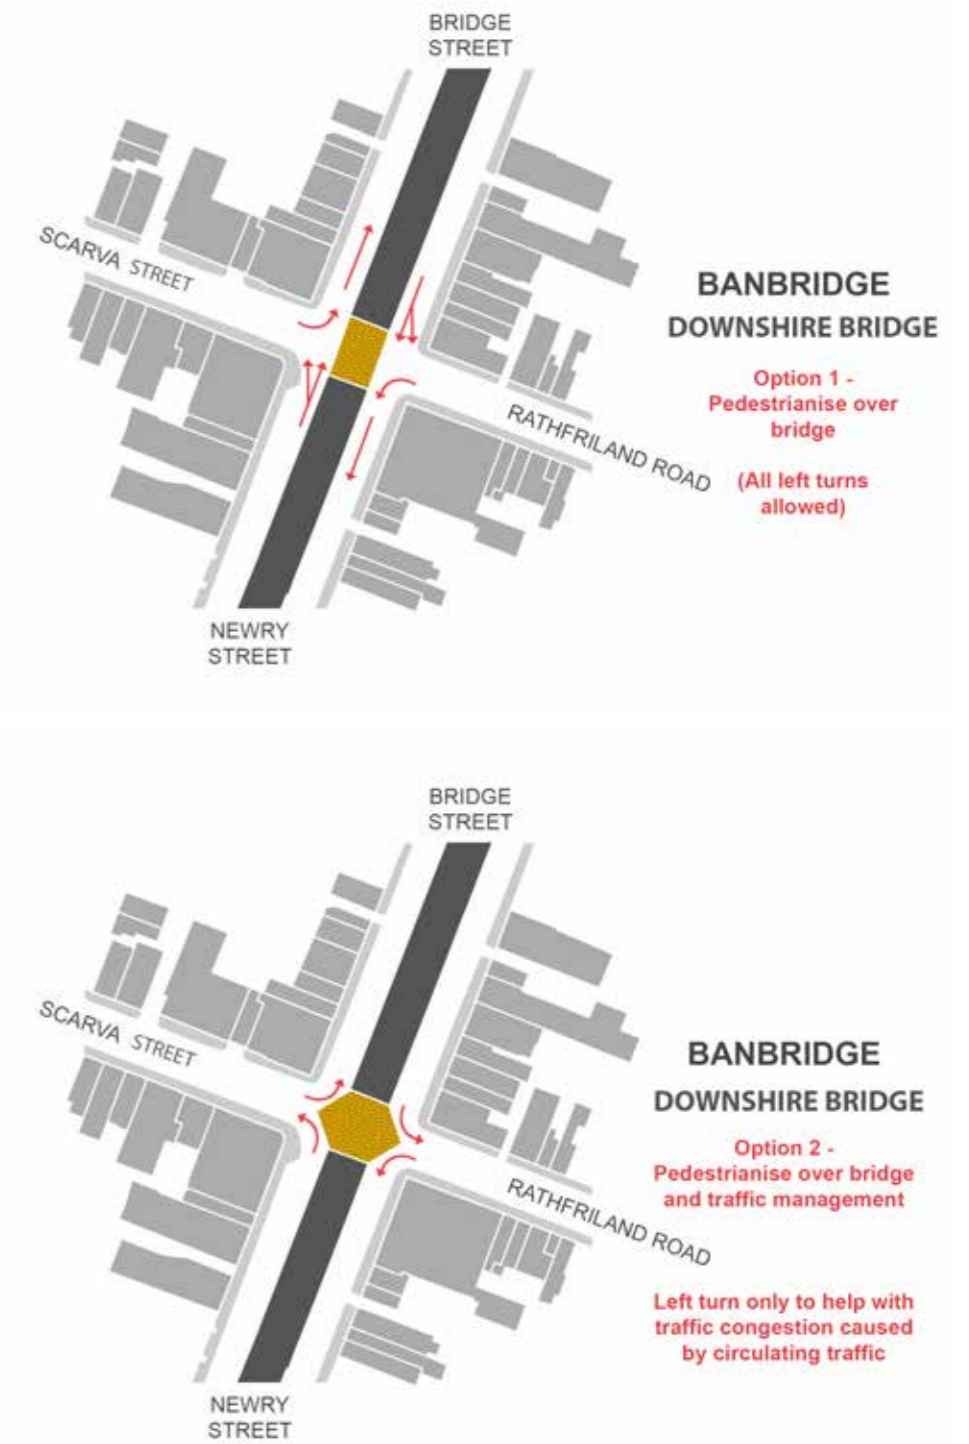 BRIDGE
STREET
SCARVA STREET
BANBRIDGE
DOWNSHIRE BRIDGE
Option 1 -
Pedestrianise over
bridge
(All left turns
allowed)
RATHFRILAND ROAD
NEWRY
STREET
BRIDGE
STREET
SCARVA STREET
BANBRIDGE
DOWNSHIRE BRIDGE
Option 2 -
Pedestrianise over bridge
and traffic management
RATHFRILAND ROAD
Left turn only to help with
traffic congestion caused
by circulating traffic
NEWRY
STREET